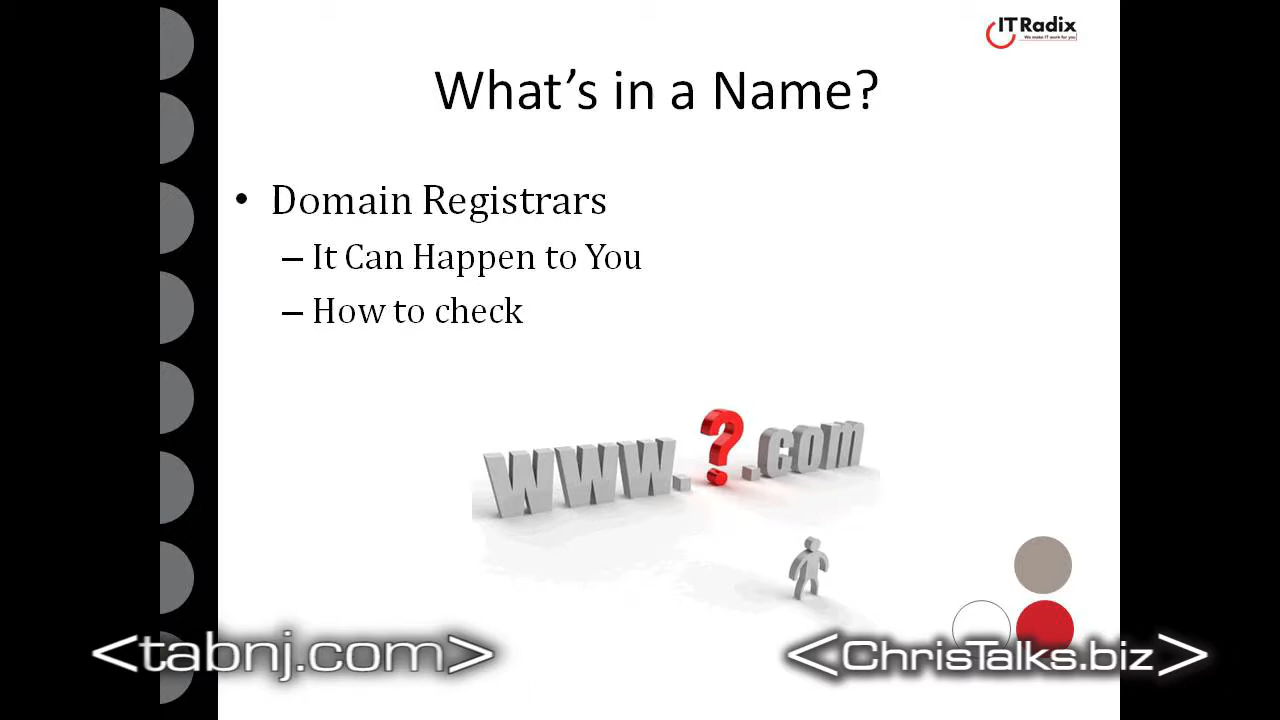 IT Radix
We make IT work for you
What's in a Name?
• Domain Registrars
– It Can Happen to You
– How to check
www.?.com
<tabnj.com>
<ChrisTalks.biz>